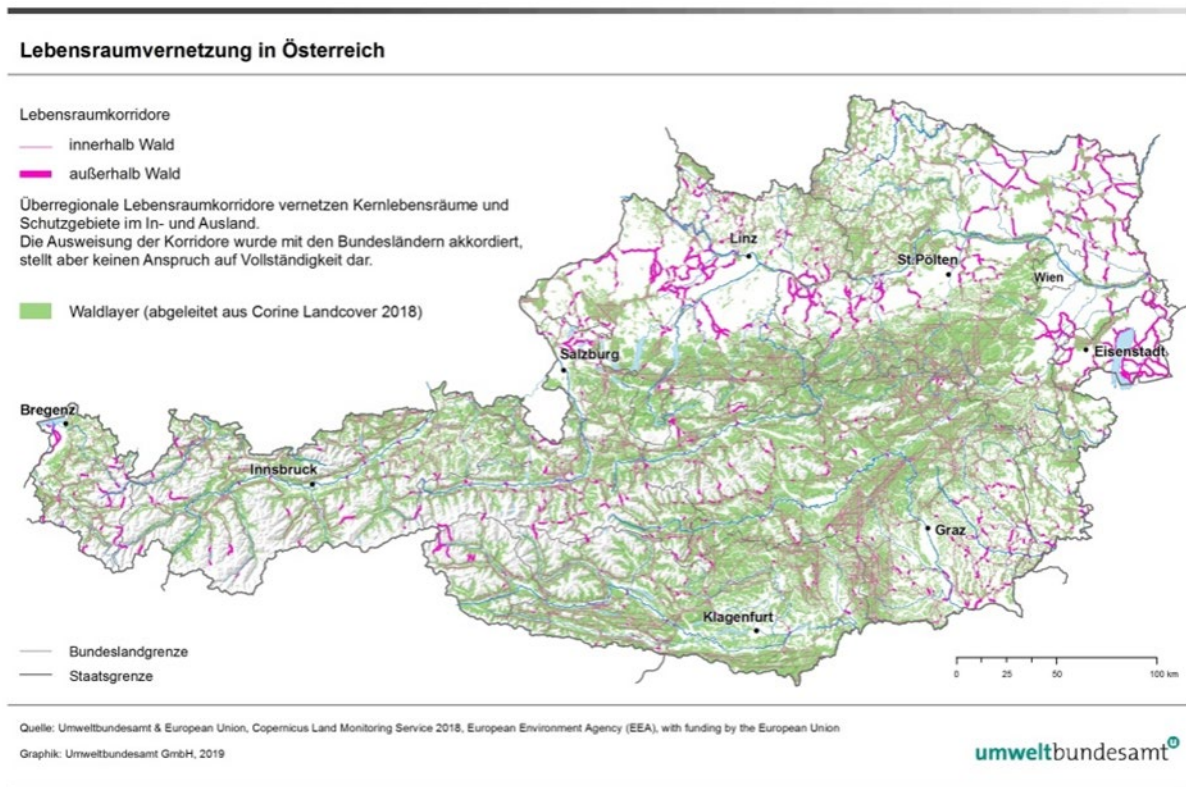 Lebensraumvernetzung in Österreich
Lebensraumkorridore
innerhalb Wald
außerhalb Wald
Überregionale Lebensraumkorridore vernetzen Kernlebensräume und
Schutzgebiete im In- und Ausland.
Die Ausweisung der Korridore wurde mit den Bundesländern akkordiert,
stellt aber keinen Anspruch auf Vollständigkeit dar.
Waldlayer (abgeleitet aus Corine Landcover 2018)
Linz
St.Pölten
Wien
Eisenstadt
Salzburg
Bregenz
Innsbruck
Graz
Klagenfurt
Bundeslandgrenze
Staatsgrenze
0 25 50 100 km
Quelle: Umweltbundesamt & European Union, Copernicus Land Monitoring Service 2018, European Environment Agency (EEA), with funding by the European Union
Graphik: Umweltbundesamt GmbH, 2019
umweltbundesamt u